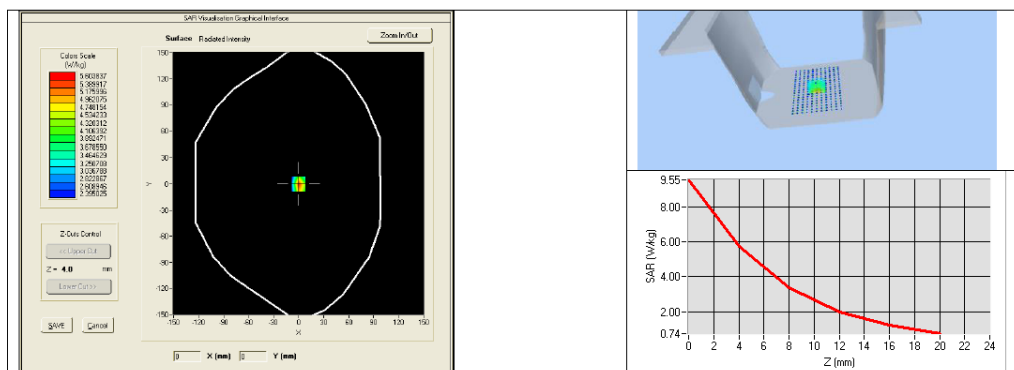 SAR Visualisation Graphical Interface
Surface Radiated Intensity
Zoom In/Out
Colors Scale
(W/kg)
5.603837
5.389917
5.175996
4.962075
4.748154
4.534233
4.320312
4.106392
3.892471
3.678550
3.464629
3.250708
3.036788
2.822867
2.608946
2.395025
150
120
90
60
30
0
-30
-60
-90
-120
-150
Y
-150 -120 -90 -60 -30 0 30 60 90 120 150
X
Z-Cuts Control
<< Upper Cut
Z = 4.0 mm
Lower Cut >>
SAVE Cancel
0 X (mm) 0 Y (mm)
9.55
8.00
6.00
4.00
2.00
0.74
SAR (W/kg)
0 2 4 6 8 10 12 14 16 18 20 22 24
Z (mm)